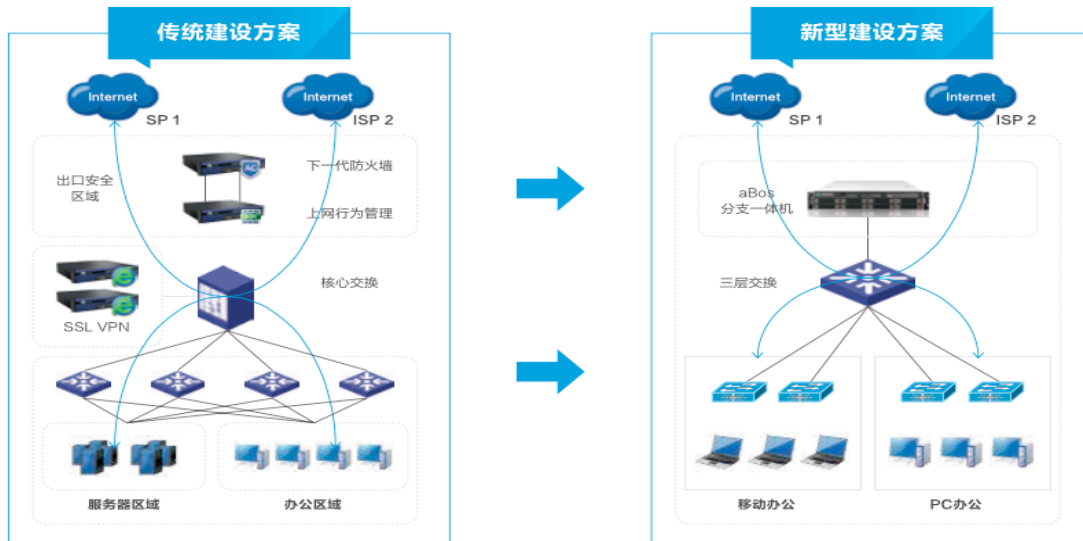 传统建设方案
Internet
Internet
SP 1
ISP 2
下一代防火墙
AC
出口安全
区域
上网行为管理
SSL VPN
核心交换
服务器区域
办公区域
新型建设方案
Internet
Internet
SP 1
ISP 2
aBos
分支一体机
三层交换
移动办公
PC办公